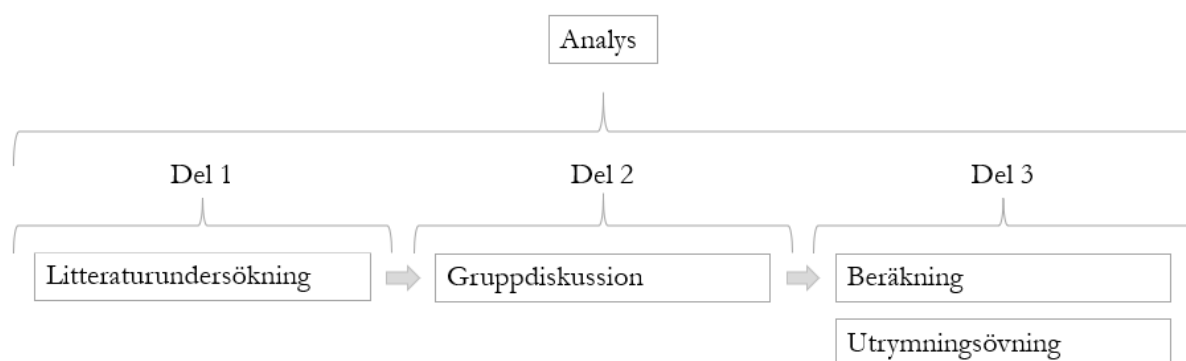 Analys
Del 1
Del 2
Del 3
Litteraturundersökning
Gruppdiskussion
Beräkning
Utrymningsövning